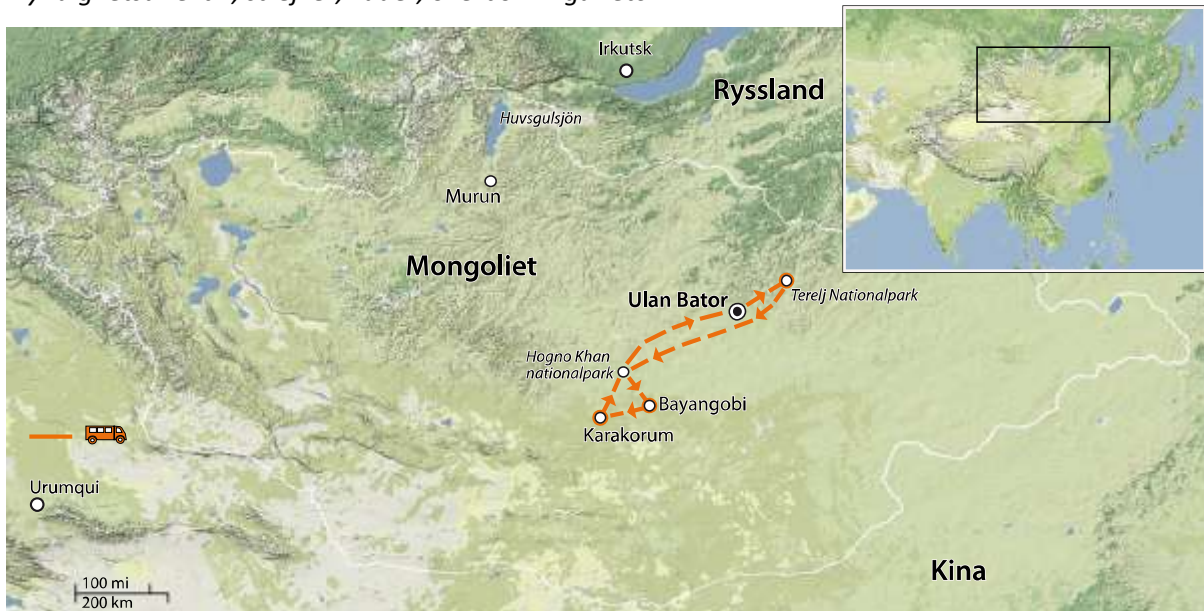 Irkutsk
Ryssland
Huvsgulsjön
Murun
Mongoliet
Ulan Bator
Terelj Nationalpark
Hogno Khan
nationalpark
Bayangobi
Karakorum
Urumqui
Kina
100 mi
200 km